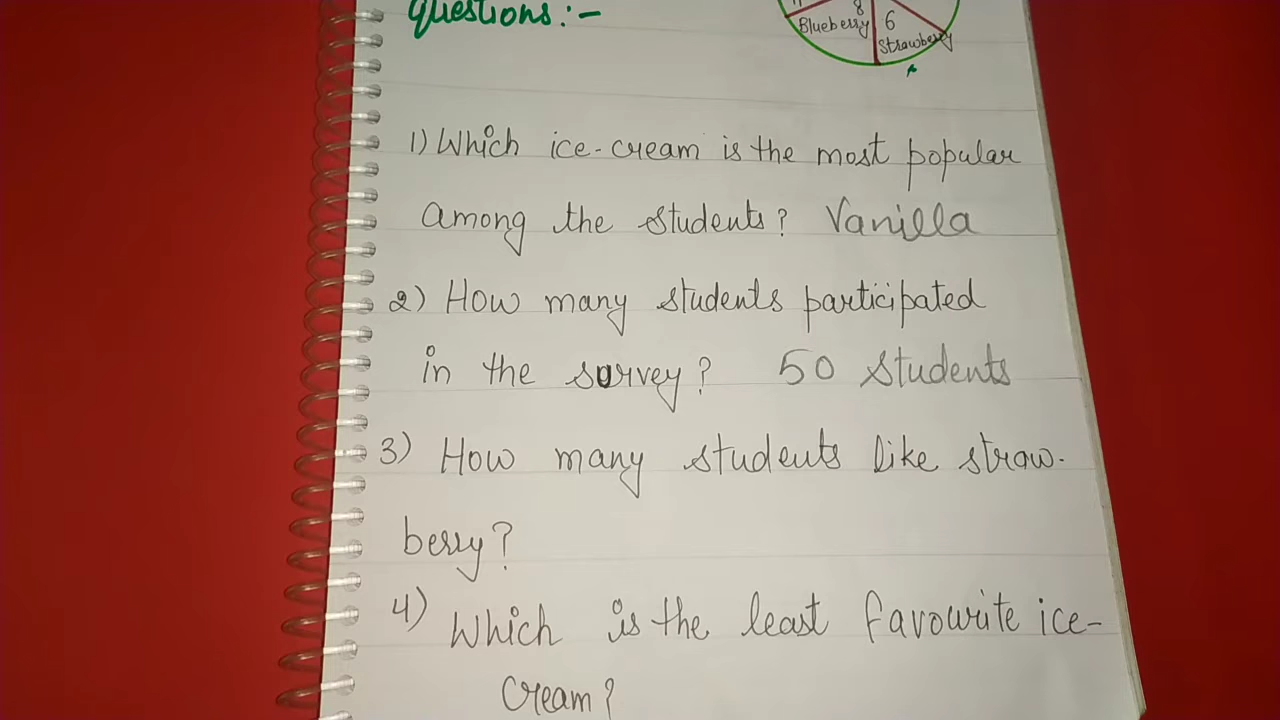 Questions:-
8
Blueberry
6
Strawberry
1) Which ice-cream is the most popular
among the students? Vanilla
2) How many students participated
in the survey? 50 students
3) How many students like straw-
berry?
4) Which is the least favourite ice-
cream?